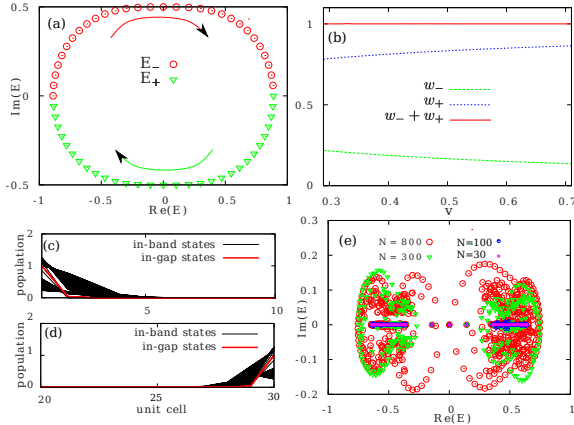 (a)
0.5
0
-0.5
-1
0
1
Im(E)
Re(E)
E₋
E₊
(b)
1
0.5
0
0.3
0.4
0.5
0.6
0.7
v
w₋
w₊
w₋ + w₊
(c)
population
2
1
0
5
10
in-band states
in-gap states
(d)
population
2
1
0
20
25
30
unit cell
in-band states
in-gap states
(e)
Im(E)
0.3
0.2
0.1
0
-0.1
-0.2
-1
-0.5
0
0.5
1
Re(E)
N = 800
N = 300
N=100
N=30